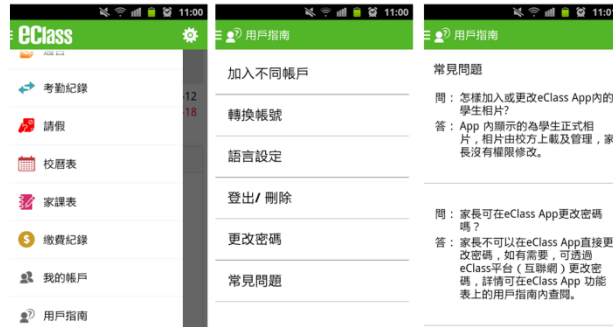 11:00
eClass
考勤紀錄
12
18
請假
校曆表
家課表
繳費紀錄
我的帳戶
用戶指南
11:00
用戶指南
加入不同帳戶
轉換帳號
語言設定
登出/ 刪除
更改密碼
常見問題
11:01
用戶指南
常見問題
問： 怎樣加入或更改eClass App內的
學生相片?
答： App 內顯示的為學生正式相
片，相片由校方上載及管理，家
長沒有權限修改。
問： 家長可在eClass App更改密碼
嗎？
答： 家長不可以在eClass App直接更
改密碼，如有需要，可透過
eClass平台（互聯網）更改密
碼，詳情可在eClass App 功能
表上的用戶指南內查閱。